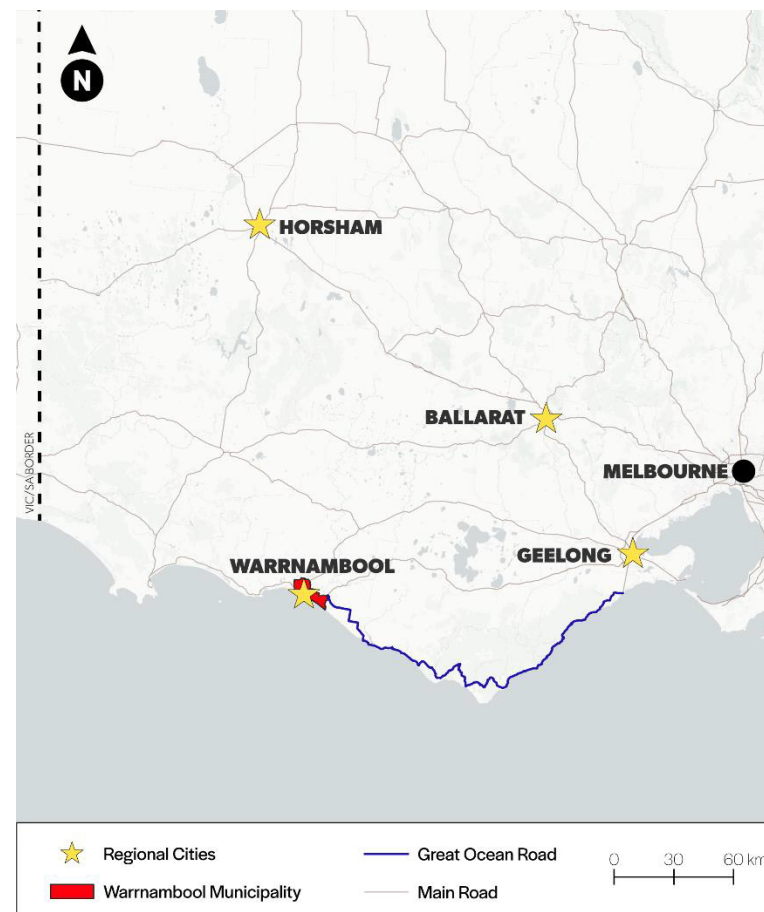 N
HORSHAM
BALLARAT
MELBOURNE
VIC/SA BORDER
GEELONG
WARRNAMBOOL
Regional Cities
Great Ocean Road
0 30 60 km
Warrnambool Municipality
Main Road